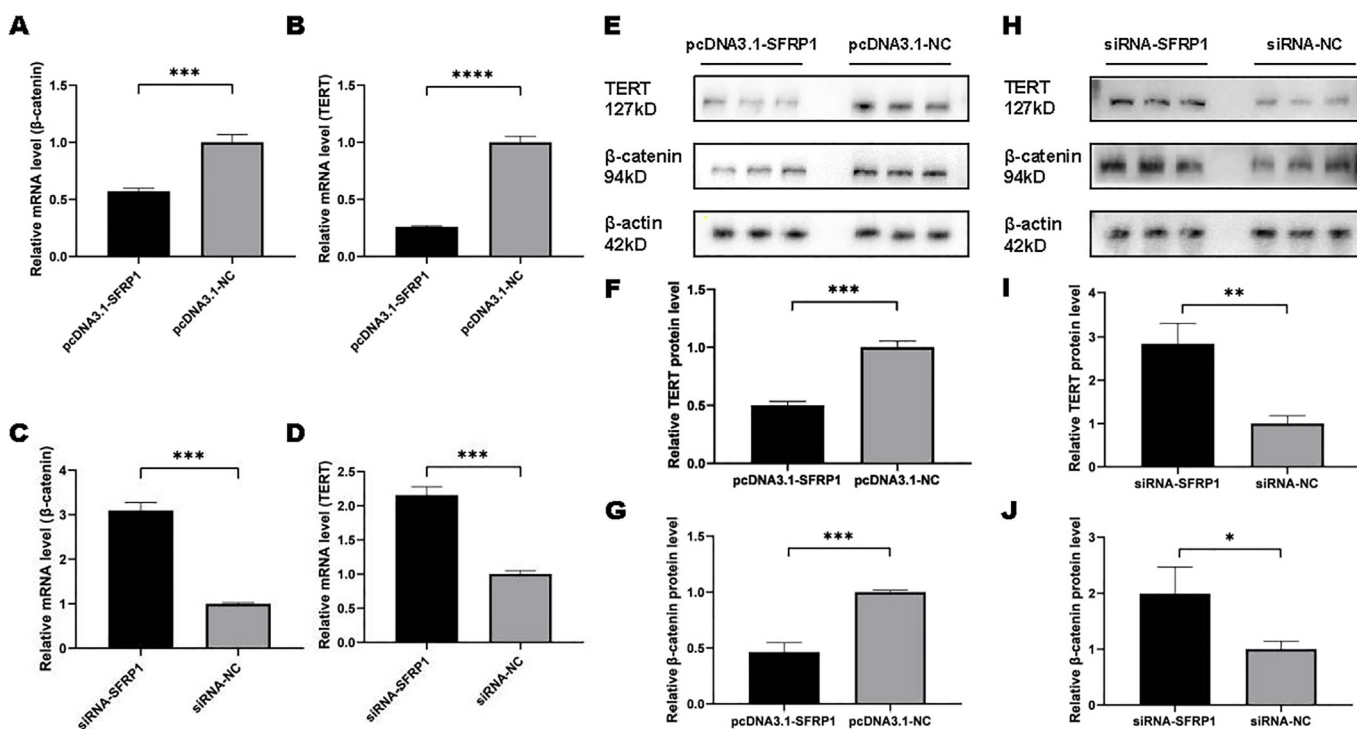 A
Relative mRNA level (β-catenin)
1.5
1.0
0.5
0.0
***
pcDNA3.1-SFRP1
pcDNA3.1-NC
B
Relative mRNA level (TERT)
1.5
1.0
0.5
0.0
****
pcDNA3.1-SFRP1
pcDNA3.1-NC
C
Relative mRNA level (β-catenin)
4
3
2
1
0
***
siRNA-SFRP1
siRNA-NC
D
Relative mRNA level (TERT)
2.5
2.0
1.5
1.0
0.5
0.0
***
siRNA-SFRP1
siRNA-NC
E
pcDNA3.1-SFRP1
pcDNA3.1-NC
TERT
127kD
β-catenin
94kD
β-actin
42kD
F
Relative TERT protein level
1.5
1.0
0.5
0.0
***
pcDNA3.1-SFRP1
pcDNA3.1-NC
G
Relative β-catenin protein level
1.5
1.0
0.5
0.0
***
pcDNA3.1-SFRP1
pcDNA3.1-NC
H
siRNA-SFRP1
siRNA-NC
TERT
127kD
β-catenin
94kD
β-actin
42kD
I
Relative TERT protein level
4
3
2
1
0
**
siRNA-SFRP1
siRNA-NC
J
Relative β-catenin protein level
3
2
1
0
*
siRNA-SFRP1
siRNA-NC